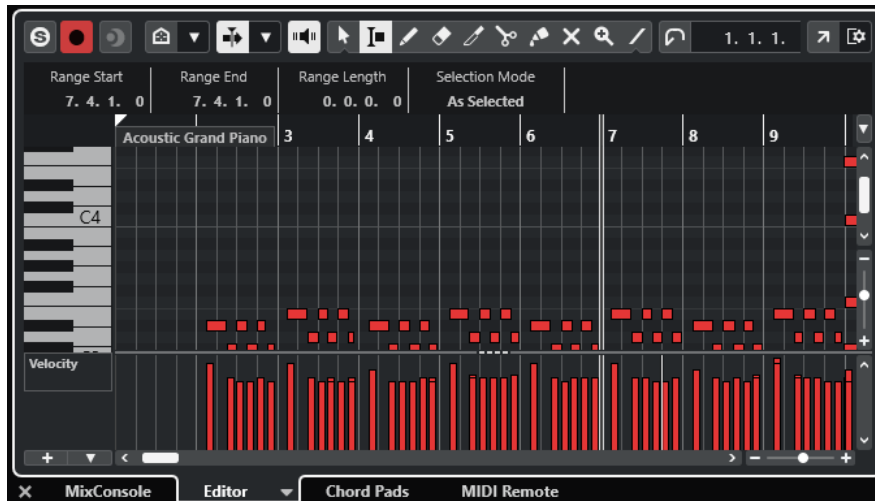 S 1. 1. 1.
Range Start Range End Range Length Selection Mode
7. 4. 1. 0 7. 4. 1. 0 0. 0. 0. 0 As Selected
Acoustic Grand Piano 3 4 5 6 7 8 9
C4
Velocity
MixConsole Editor Chord Pads MIDI Remote